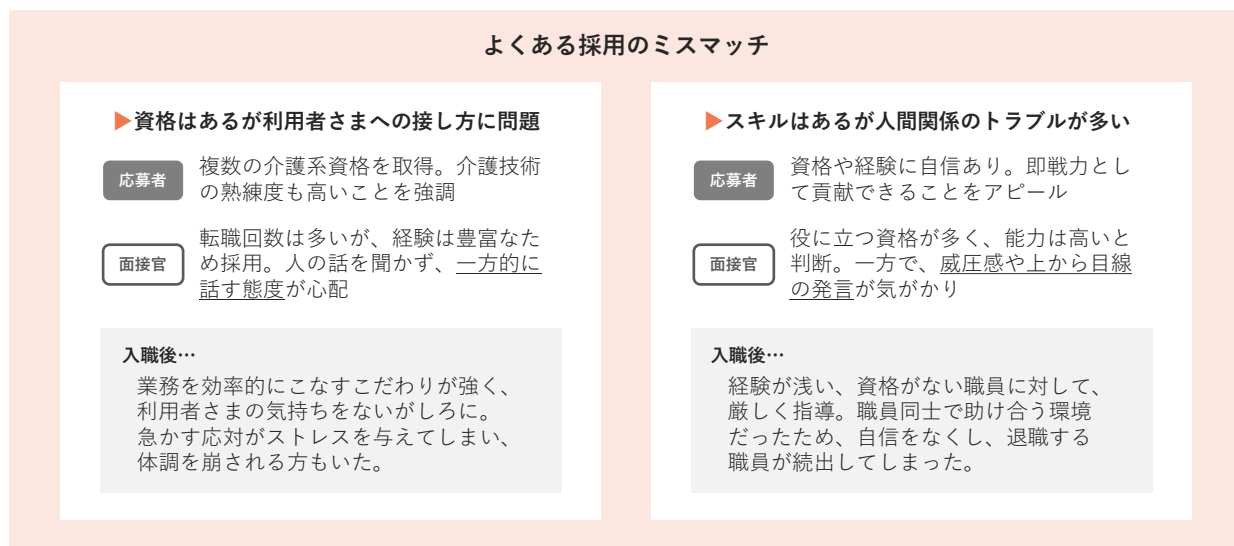 よくある採用のミスマッチ
▶資格はあるが利用者さまへの接し方に問題
応募者
複数の介護系資格を取得。介護技術
の熟練度も高いことを強調
面接官
転職回数は多いが、経験は豊富なた
め採用。人の話を聞かず、一方的に
話す態度が心配
入職後…
業務を効率的にこなすこだわりが強く、
利用者さまの気持ちをないがしろに。
急かす応対がストレスを与えてしまい、
体調を崩される方もいた。
▶スキルはあるが人間関係のトラブルが多い
応募者
資格や経験に自信あり。即戦力とし
て貢献できることをアピール
面接官
役に立つ資格が多く、能力は高いと
判断。一方で、威圧感や上から目線
の発言が気がかり
入職後…
経験が浅い、資格がない職員に対して、
厳しく指導。職員同士で助け合う環境
だったため、自信をなくし、退職する
職員が続出してしまった。